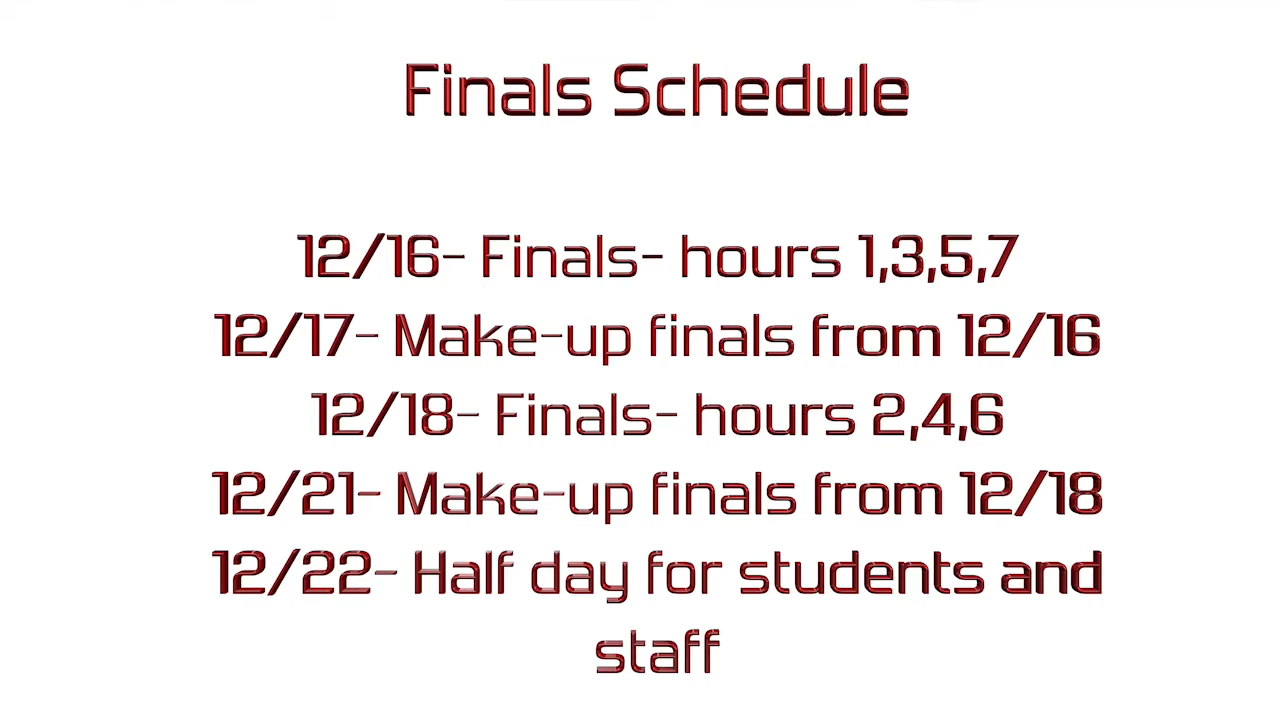 Finals Schedule
12/16- Finals- hours 1,3,5,7
12/17- Make-up finals from 12/16
12/18- Finals- hours 2,4,6
12/21- Make-up finals from 12/18
12/22- Half day for students and
staff